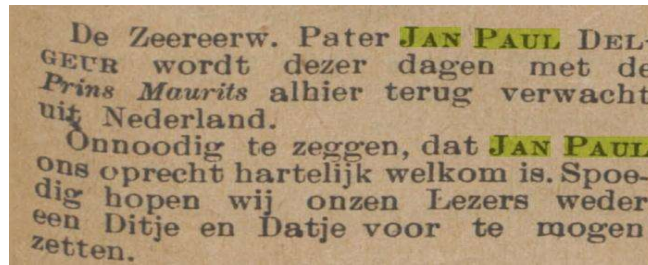 De Zeereerw. Pater JAN PAUL DEL-
GEUR wordt dezer dagen met de
Prins Maurits alhier terug verwacht
uit Nederland.
Onnoodig te zeggen, dat JAN PAUL
ons oprecht hartelijk welkom is. Spoe-
dig hopen wij onzen Lezers weder
een Ditje en Datje voor te mogen
zetten.